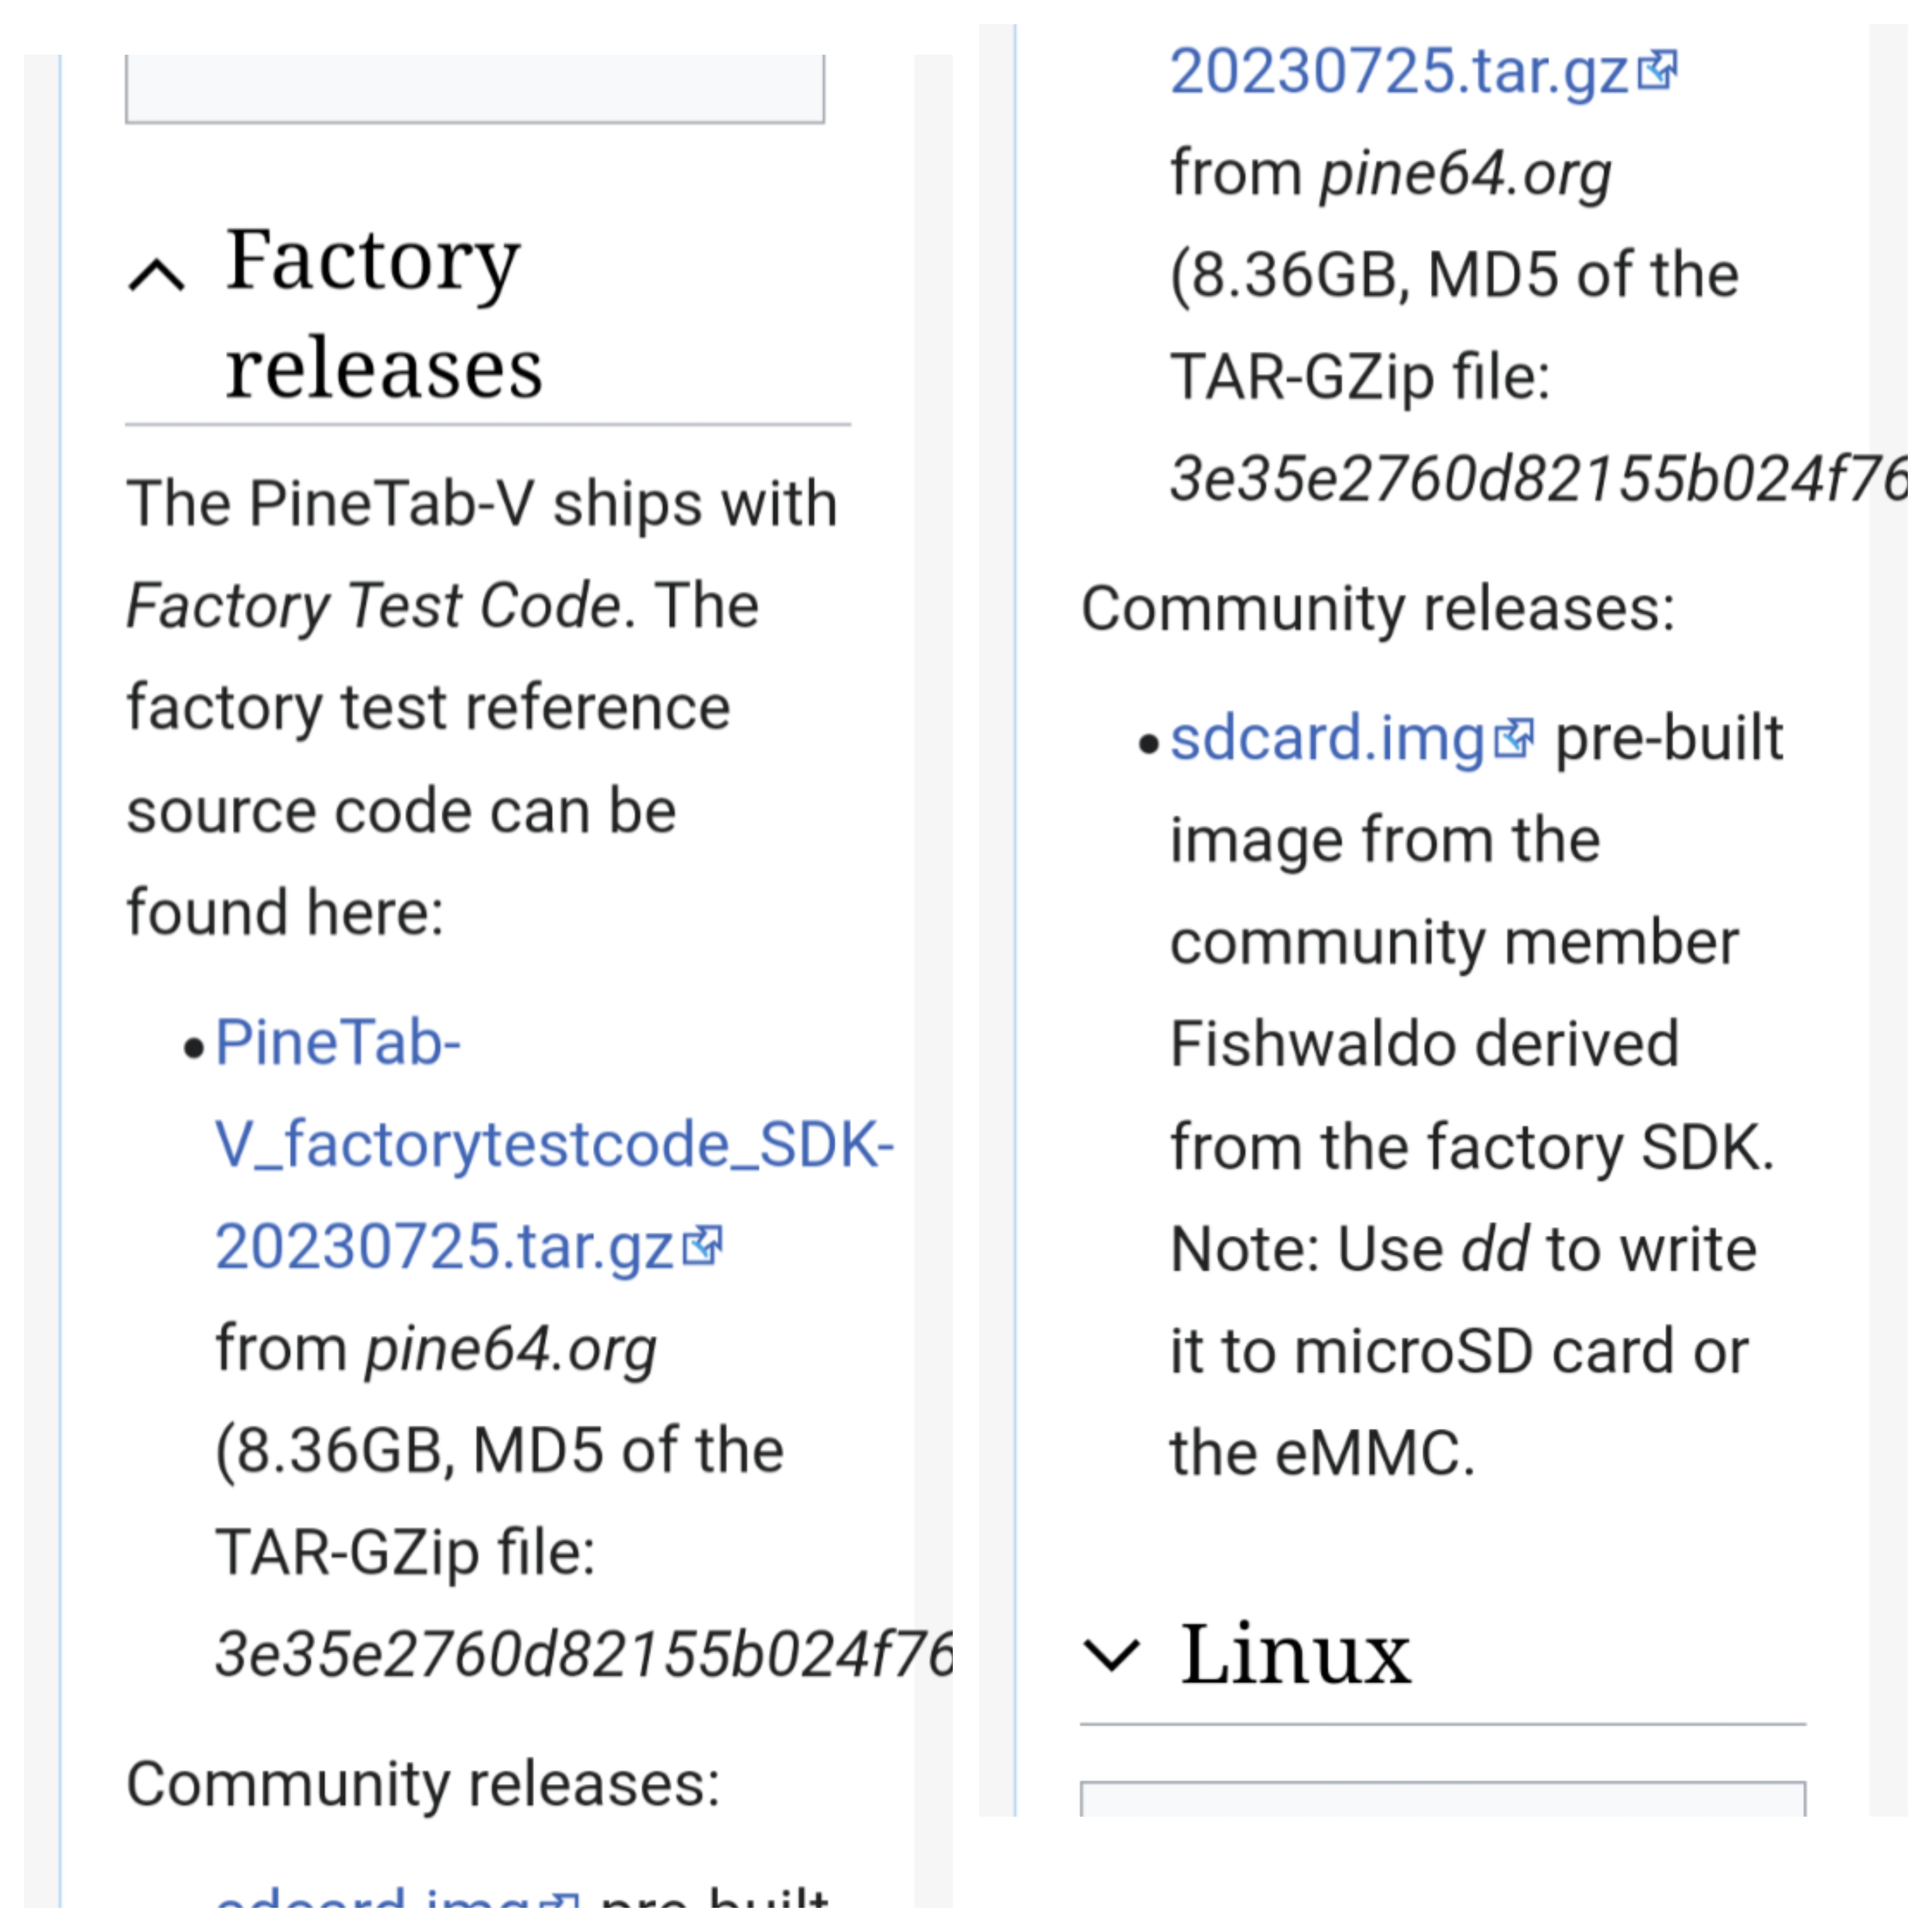 Factory
releases
The PineTab-V ships with
Factory Test Code. The
factory test reference
source code can be
found here:
• PineTab-
V_factorytestcode_SDK-
20230725.tar.gz
from pine64.org
(8.36GB, MD5 of the
TAR-GZip file:
3e35e2760d82155b024f76
Community releases:
sdcard.img pre-built
20230725.tar.gz
from pine64.org
(8.36GB, MD5 of the
TAR-GZip file:
3e35e2760d82155b024f76
Community releases:
• sdcard.img pre-built
image from the
community member
Fishwaldo derived
from the factory SDK.
Note: Use dd to write
it to microSD card or
the eMMC.
Linux